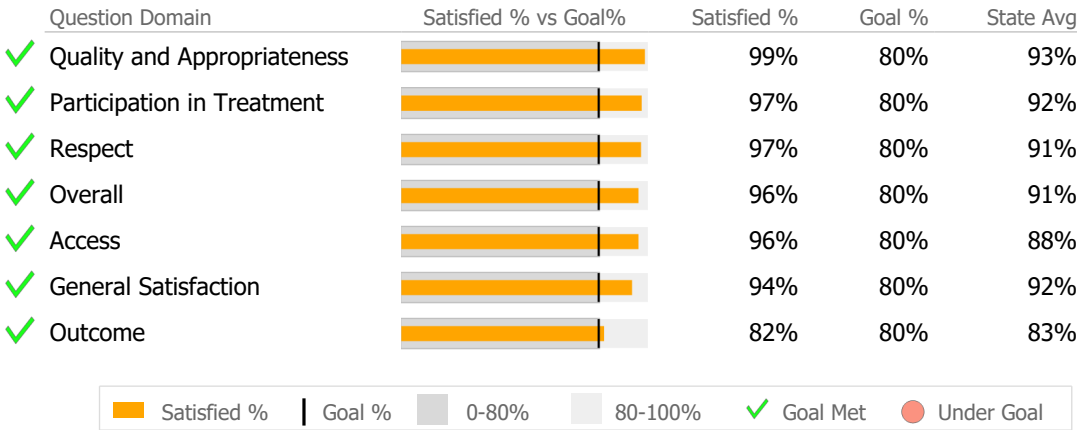 Question Domain Satisfied % vs Goal% Satisfied % Goal % State Avg
Quality and Appropriateness 99% 80% 93%
Participation in Treatment 97% 80% 92%
Respect 97% 80% 91%
Overall 96% 80% 91%
Access 96% 80% 88%
General Satisfaction 94% 80% 92%
Outcome 82% 80% 83%
Satisfied % Goal % 0-80% 80-100% Goal Met Under Goal